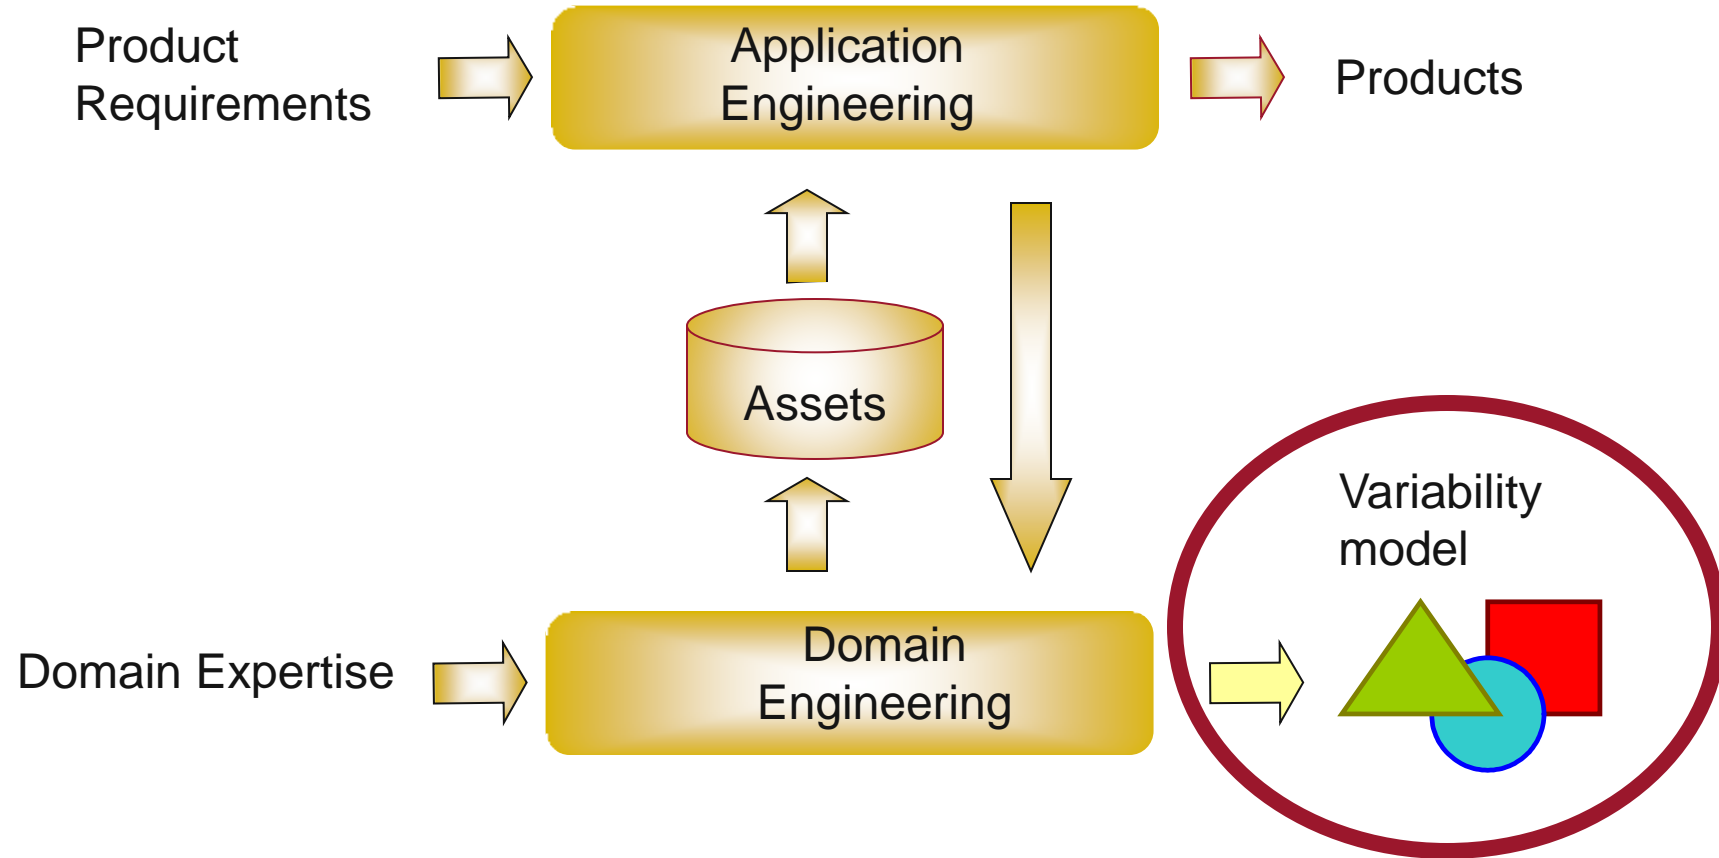 Product
Requirements
Application
Engineering
Products
Assets
Variability
model
Domain Expertise
Domain
Engineering